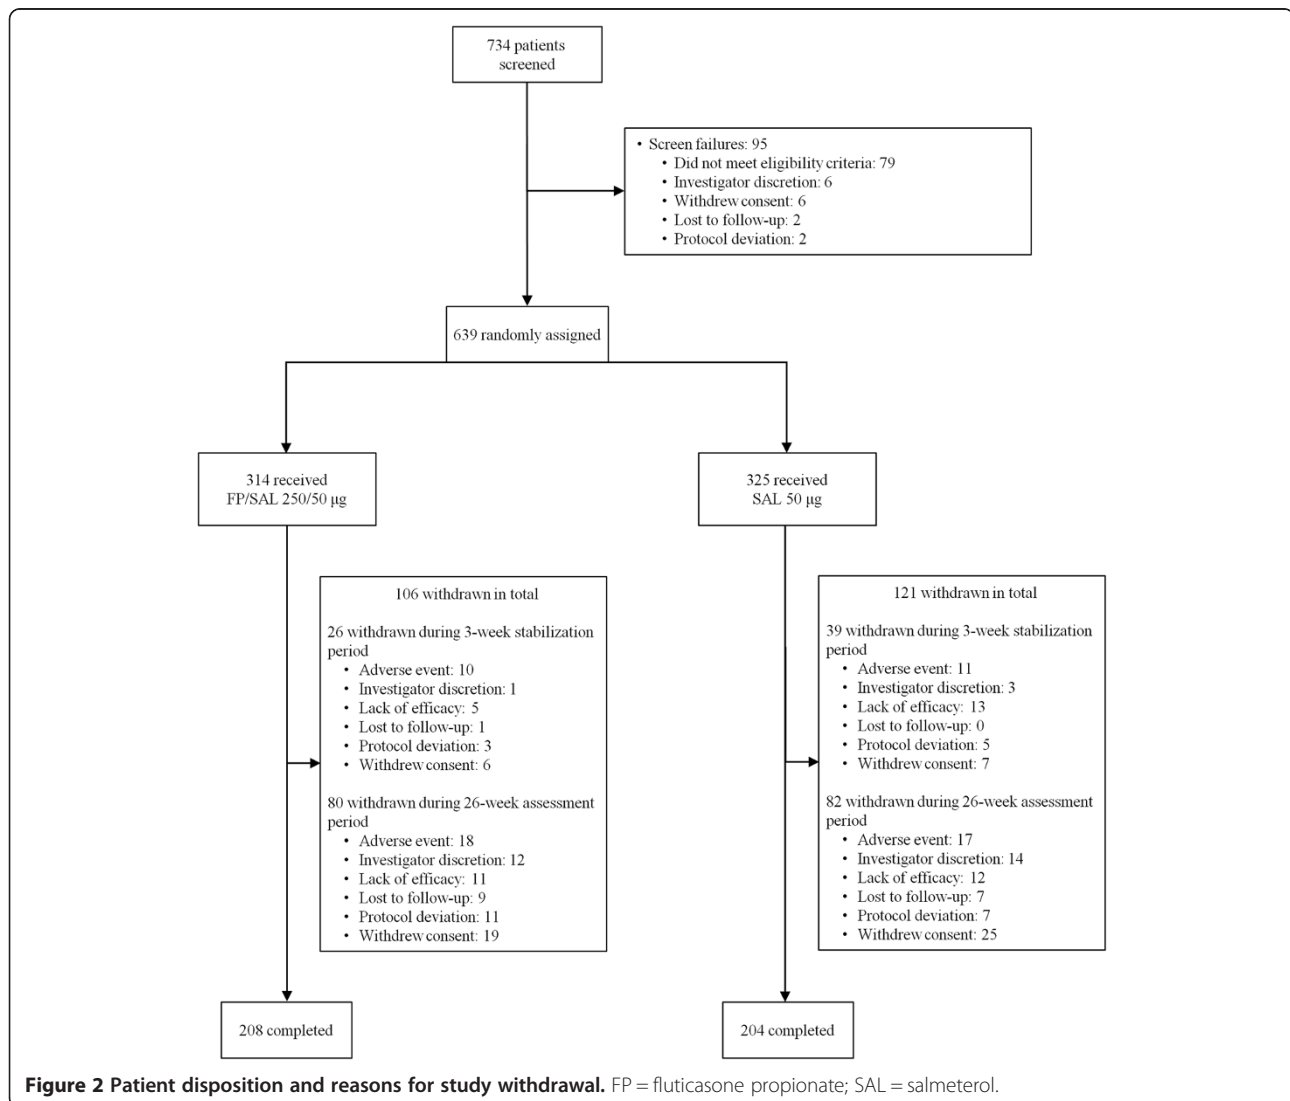 734 patients
screened
• Screen failures: 95
• Did not meet eligibility criteria: 79
• Investigator discretion: 6
• Withdrew consent: 6
• Lost to follow-up: 2
• Protocol deviation: 2
639 randomly assigned
314 received
FP/SAL 250/50 µg
325 received
SAL 50 µg
106 withdrawn in total
26 withdrawn during 3-week stabilization
period
• Adverse event: 10
• Investigator discretion: 1
• Lack of efficacy: 5
• Lost to follow-up: 1
• Protocol deviation: 3
• Withdrew consent: 6
80 withdrawn during 26-week assessment
period
• Adverse event: 18
• Investigator discretion: 12
• Lack of efficacy: 11
• Lost to follow-up: 9
• Protocol deviation: 11
• Withdrew consent: 19
121 withdrawn in total
39 withdrawn during 3-week stabilization
period
• Adverse event: 11
• Investigator discretion: 3
• Lack of efficacy: 13
• Lost to follow-up: 0
• Protocol deviation: 5
• Withdrew consent: 7
82 withdrawn during 26-week assessment
period
• Adverse event: 17
• Investigator discretion: 14
• Lack of efficacy: 12
• Lost to follow-up: 7
• Protocol deviation: 7
• Withdrew consent: 25
208 completed
204 completed
Figure 2 Patient disposition and reasons for study withdrawal. FP = fluticasone propionate; SAL = salmeterol.